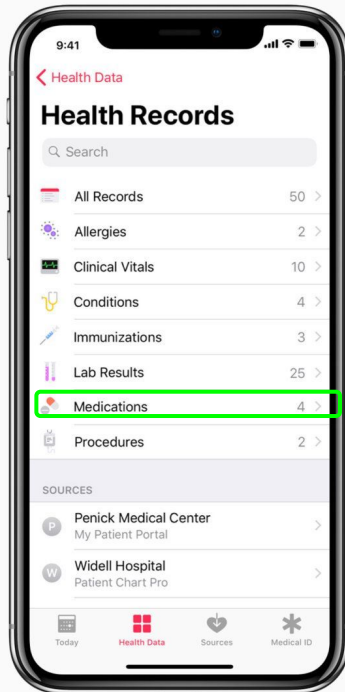 9:41
Health Data
Health Records
Search
All Records 50
Allergies 2
Clinical Vitals 10
Conditions 4
Immunizations 3
Lab Results 25
Medications 4
Procedures 2
SOURCES
P Penick Medical Center
My Patient Portal
W Widell Hospital
Patient Chart Pro
Today Health Data Sources Medical ID